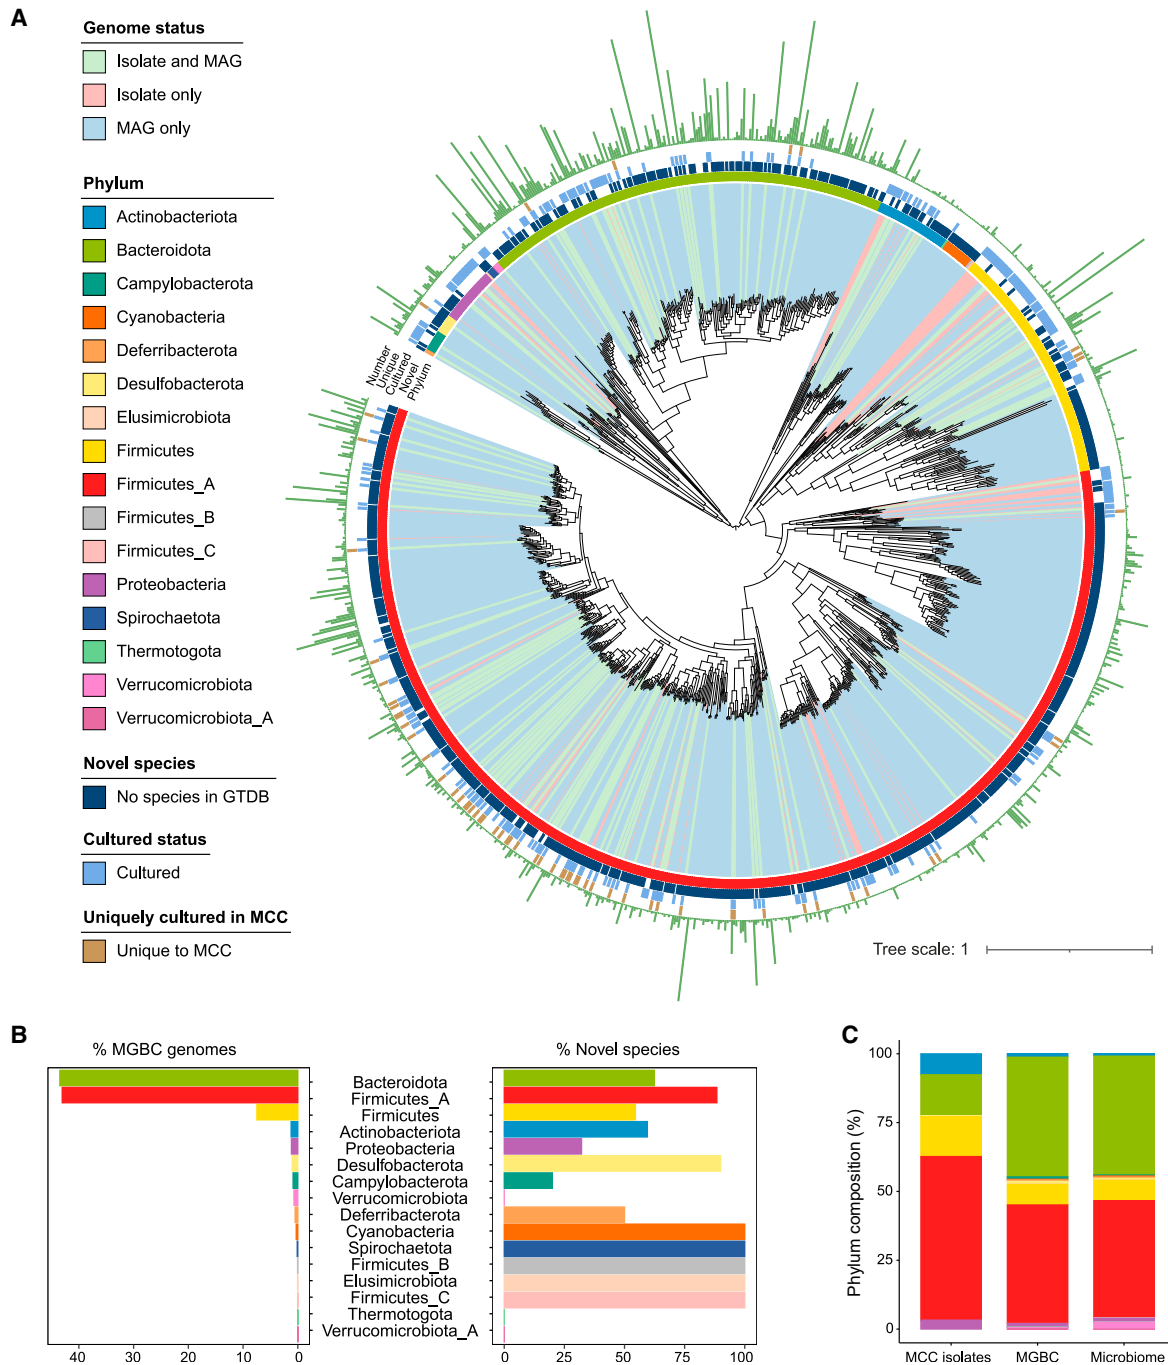 A
Genome status
Isolate and MAG
Isolate only
MAG only
Phylum
Actinobacteriota
Bacteroidota
Campylobacterota
Cyanobacteria
Deferribacterota
Desulfobacterota
Elusimicrobiota
Firmicutes
Firmicutes_A
Firmicutes_B
Firmicutes_C
Proteobacteria
Spirochaetota
Thermotogota
Verrucomicrobiota
Verrucomicrobiota_A
Novel species
No species in GTDB
Cultured status
Cultured
Uniquely cultured in MCC
Unique to MCC
Number
Unique
Cultured
Novel
Phylum
Tree scale: 1
B
% MGBC genomes
% Novel species
Bacteroidota
Firmicutes_A
Firmicutes
Actinobacteriota
Proteobacteria
Desulfobacterota
Campylobacterota
Verrucomicrobiota
Deferribacterota
Cyanobacteria
Spirochaetota
Firmicutes_B
Elusimicrobiota
Firmicutes_C
Thermotogota
Verrucomicrobiota_A
40 30 20 10 0
0 25 50 75 100
C
Phylum composition (%)
100
75
50
25
0
MCC isolates MGBC Microbiome